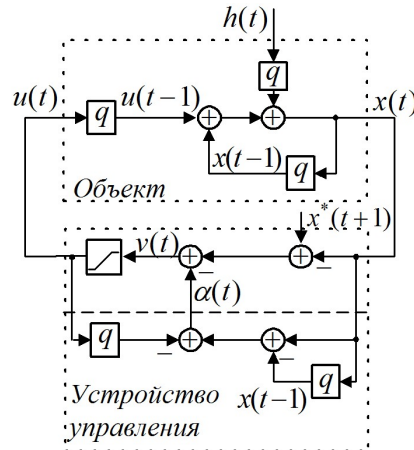 h(t)
q
u(t) q u(t−1) + + x(t)
x(t−1) q
Объект
x*(t+1)
v(t) + − + −
α(t)
q − + + −
x(t−1) q
Устройство
управления